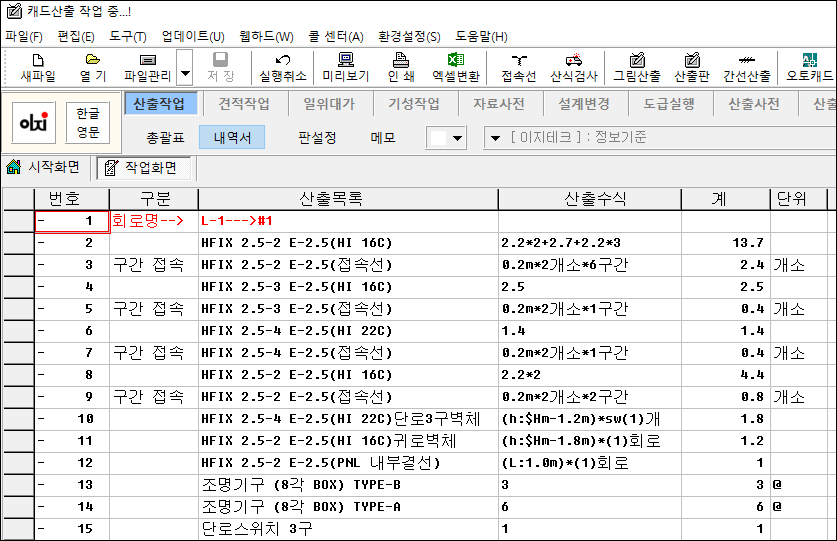 캐드산출 작업 중...!
파일(F) 편집(E) 도구(T) 업데이트(U) 웹하드(W) 콜 센터(A) 환경설정(S) 도움말(H)
새파일 열 기 파일관리 저 장 실행취소 미리보기 인 쇄 엑셀변환 접속선 산식검사 그림산출 산출판 간선산출 오토캐드
이지 한글 영문
산출작업 견적작업 일위대가 기성작업 자료사전 설계변경 도급실행 산출사전 산출
총괄표 내역서 판설정 메모 [ 이지테크 ] : 정보기준
시작화면 작업화면
번호 구분 산출목록 산출수식 계 단위
- 1 회로명--> L-1--->#1
- 2 HFIX 2.5-2 E-2.5(HI 16C) 2.2*2+2.7+2.2*3 13.7
- 3 구간 접속 HFIX 2.5-2 E-2.5(접속선) 0.2m*2개소*6구간 2.4 개소
- 4 HFIX 2.5-3 E-2.5(HI 16C) 2.5 2.5
- 5 구간 접속 HFIX 2.5-3 E-2.5(접속선) 0.2m*2개소*1구간 0.4 개소
- 6 HFIX 2.5-4 E-2.5(HI 22C) 1.4 1.4
- 7 구간 접속 HFIX 2.5-4 E-2.5(접속선) 0.2m*2개소*1구간 0.4 개소
- 8 HFIX 2.5-2 E-2.5(HI 16C) 2.2*2 4.4
- 9 구간 접속 HFIX 2.5-2 E-2.5(접속선) 0.2m*2개소*2구간 0.8 개소
- 10 HFIX 2.5-4 E-2.5(HI 22C)단로3구벽체 (h:$Hm-1.2m)*sw(1)개 1.8
- 11 HFIX 2.5-2 E-2.5(HI 16C)귀로벽체 (h:$Hm-1.8m)*(1)회로 1.2
- 12 HFIX 2.5-2 E-2.5(PNL 내부결선) (L:1.0m)*(1)회로 1
- 13 조명기구 (8각 BOX) TYPE-B 3 3 @
- 14 조명기구 (8각 BOX) TYPE-A 6 6 @
- 15 단로스위치 3구 1 1